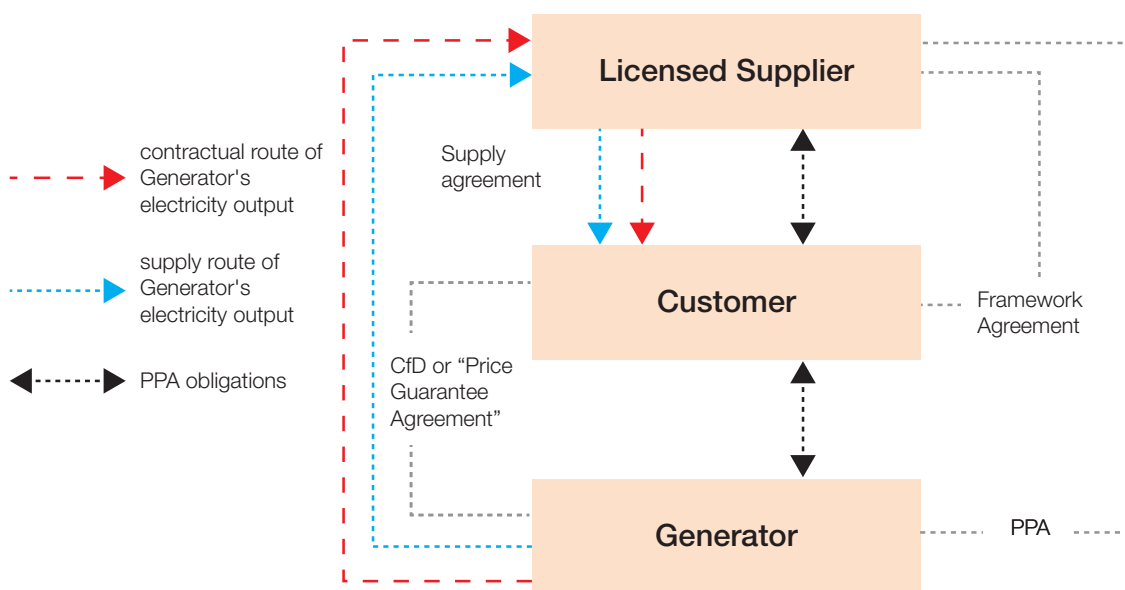 Licensed Supplier
contractual route of
Generator's
electricity output
Supply
agreement
supply route of
Generator's
electricity output
Customer
Framework
Agreement
PPA obligations
CfD or “Price
Guarantee
Agreement”
Generator
PPA